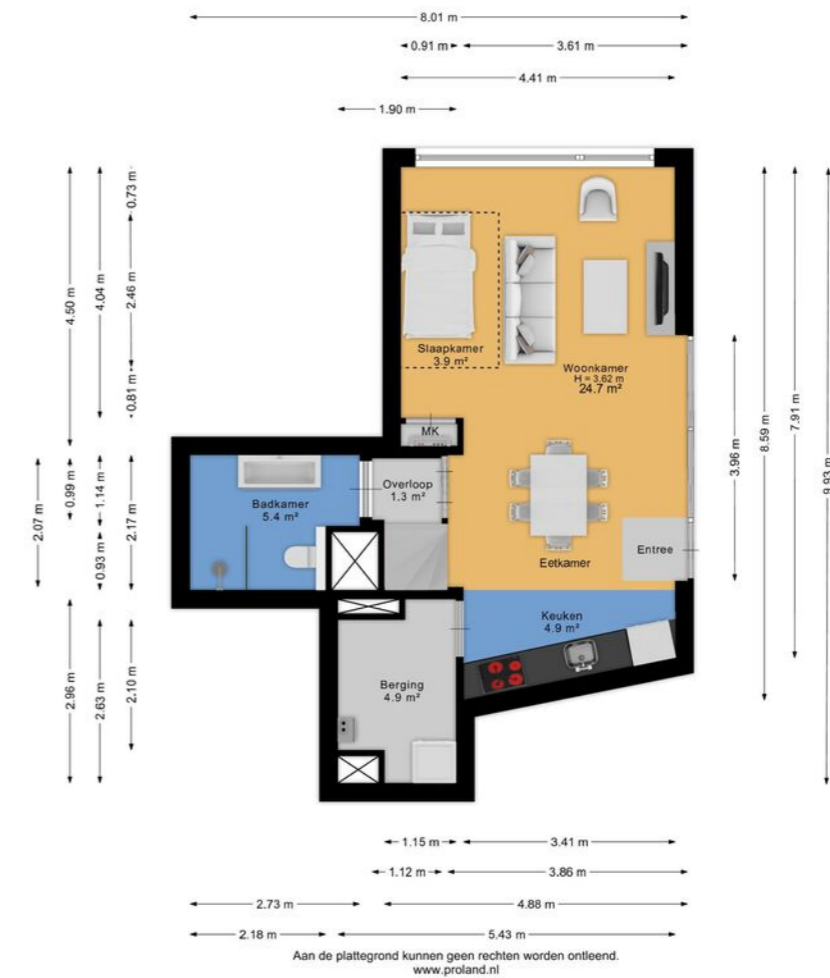 8.01 m
0.91 m
3.61 m
4.41 m
1.90 m
4.50 m
4.04 m
0.73 m
2.46 m
0.81 m
2.07 m
0.99 m
1.14 m
0.93 m
2.17 m
2.96 m
2.63 m
2.10 m
Slaapkamer
3.9 m²
Woonkamer
H = 3.62 m
24.7 m²
MK
Overloop
1.3 m²
Badkamer
5.4 m²
Entree
Eetkamer
Keuken
4.9 m²
Berging
4.9 m²
3.96 m
8.59 m
7.91 m
9.93 m
1.15 m
3.41 m
1.12 m
3.86 m
2.73 m
4.88 m
2.18 m
5.43 m
Aan de plattegrond kunnen geen rechten worden ontleend.
www.proland.nl